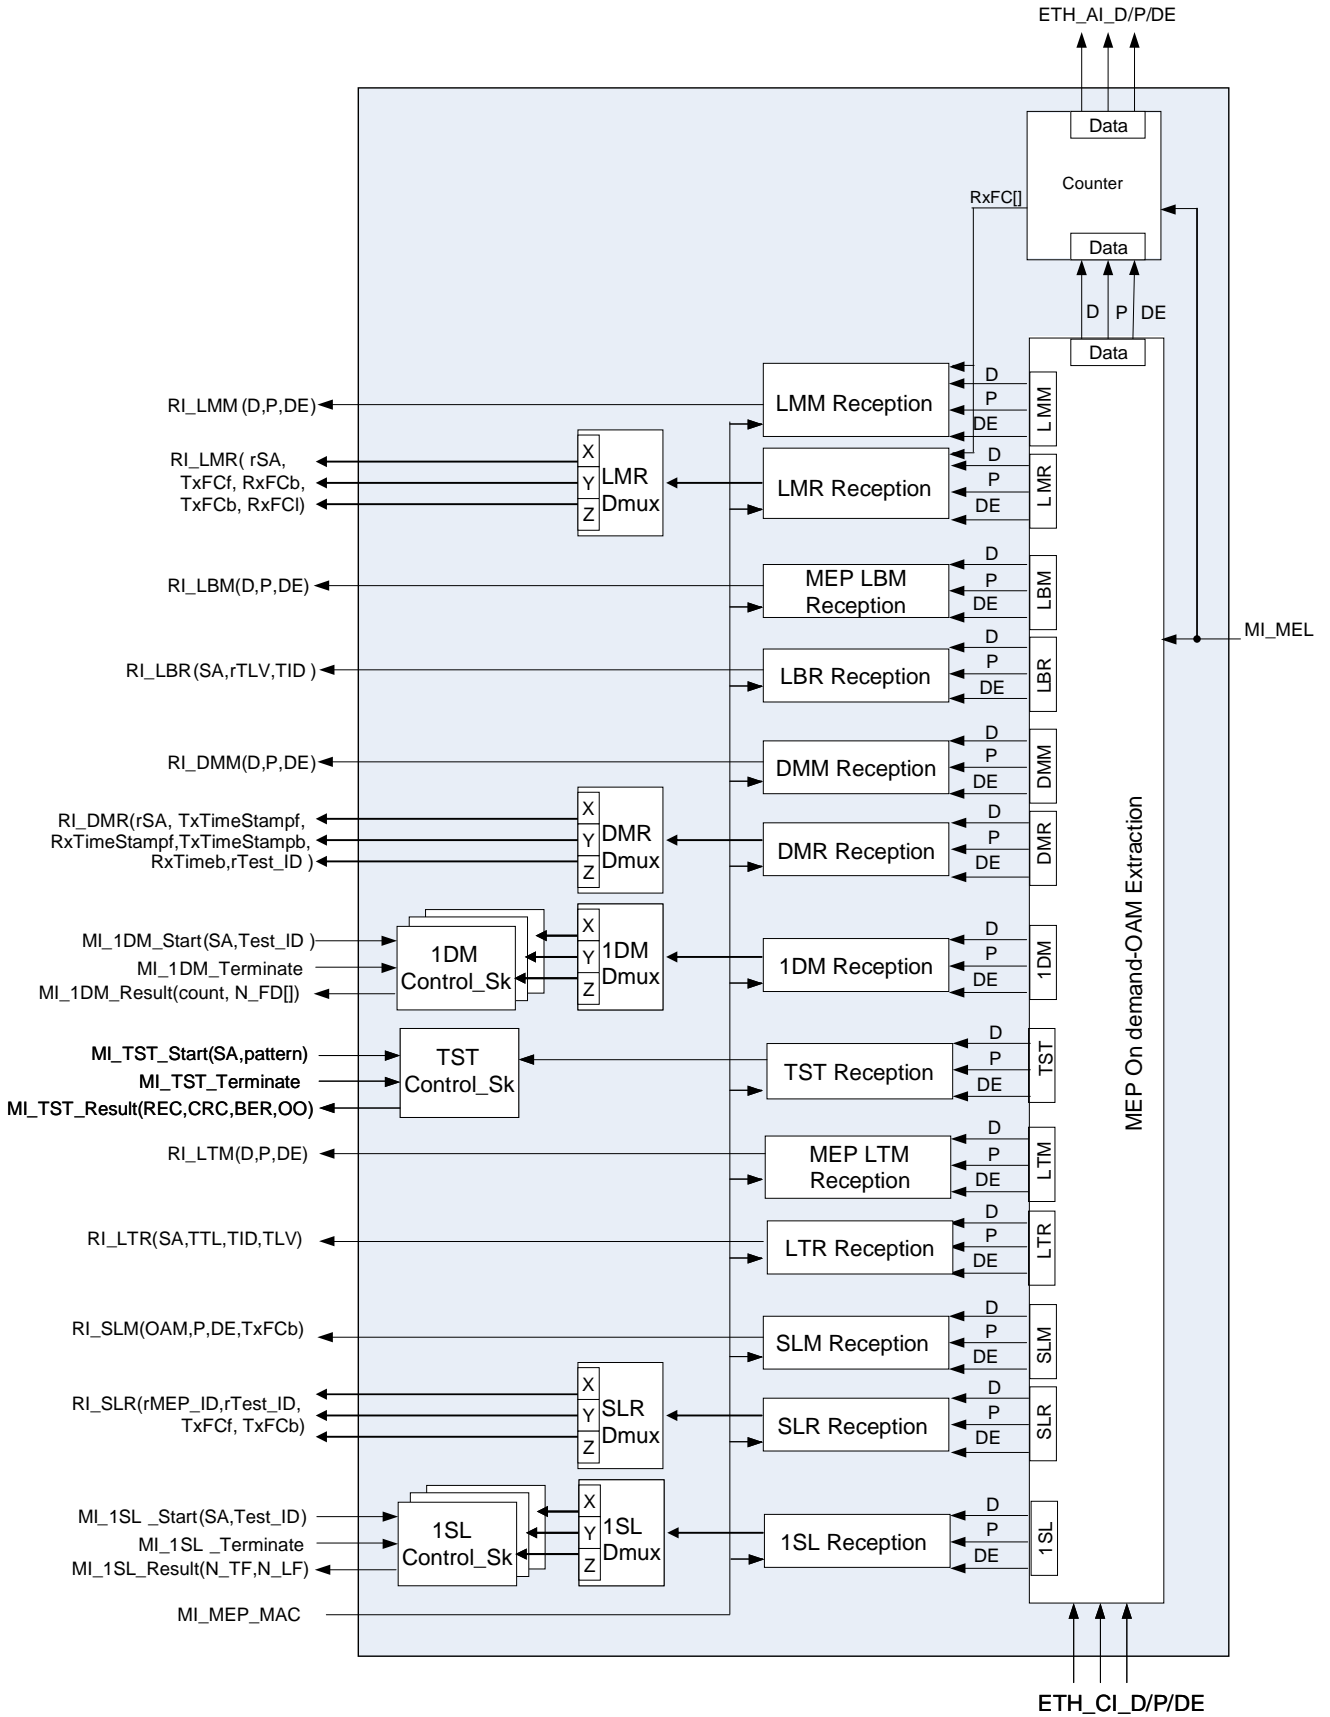 ETH_AI_D/P/DE
Data
Counter
RxFC[]
Data
D P DE
Data
LMM Reception
D
P
DE
LMM
RI_LMM (D,P,DE)
RI_LMR( rSA,
TxFCf, RxFCb,
TxFCb, RxFCl)
X
Y
Z
LMR
Dmux
LMR Reception
D
P
DE
LMR
RI_LBM(D,P,DE)
MEP LBM
Reception
D
P
DE
LBM
MI_MEL
RI_LBR(SA,rTLV,TID )
LBR Reception
D
P
DE
LBR
RI_DMM(D,P,DE)
DMM Reception
D
P
DE
DMM
RI_DMR(rSA, TxTimeStampf,
RxTimeStampf,TxTimeStampb,
RxTimeb,rTest_ID )
X
Y
Z
DMR
Dmux
DMR Reception
D
P
DE
DMR
MEP On demand-OAM Extraction
MI_1DM_Start(SA,Test_ID )
MI_1DM_Terminate
MI_1DM_Result(count, N_FD[])
1DM
Control_Sk
X
Y
Z
1DM
Dmux
1DM Reception
D
P
DE
1DM
MI_TST_Start(SA,pattern)
MI_TST_Terminate
MI_TST_Result(REC,CRC,BER,OO)
TST
Control_Sk
TST Reception
D
P
DE
TST
RI_LTM(D,P,DE)
MEP LTM
Reception
D
P
DE
LTM
RI_LTR(SA,TTL,TID,TLV)
LTR Reception
D
P
DE
LTR
RI_SLM(OAM,P,DE,TxFCb)
SLM Reception
D
P
DE
SLM
RI_SLR(rMEP_ID,rTest_ID,
TxFCf, TxFCb)
X
Y
Z
SLR
Dmux
SLR Reception
D
P
DE
SLR
MI_1SL _Start(SA,Test_ID)
MI_1SL _Terminate
MI_1SL_Result(N_TF,N_LF)
1SL
Control_Sk
X
Y
Z
1SL
Dmux
1SL Reception
D
P
DE
1SL
MI_MEP_MAC
ETH_CI_D/P/DE